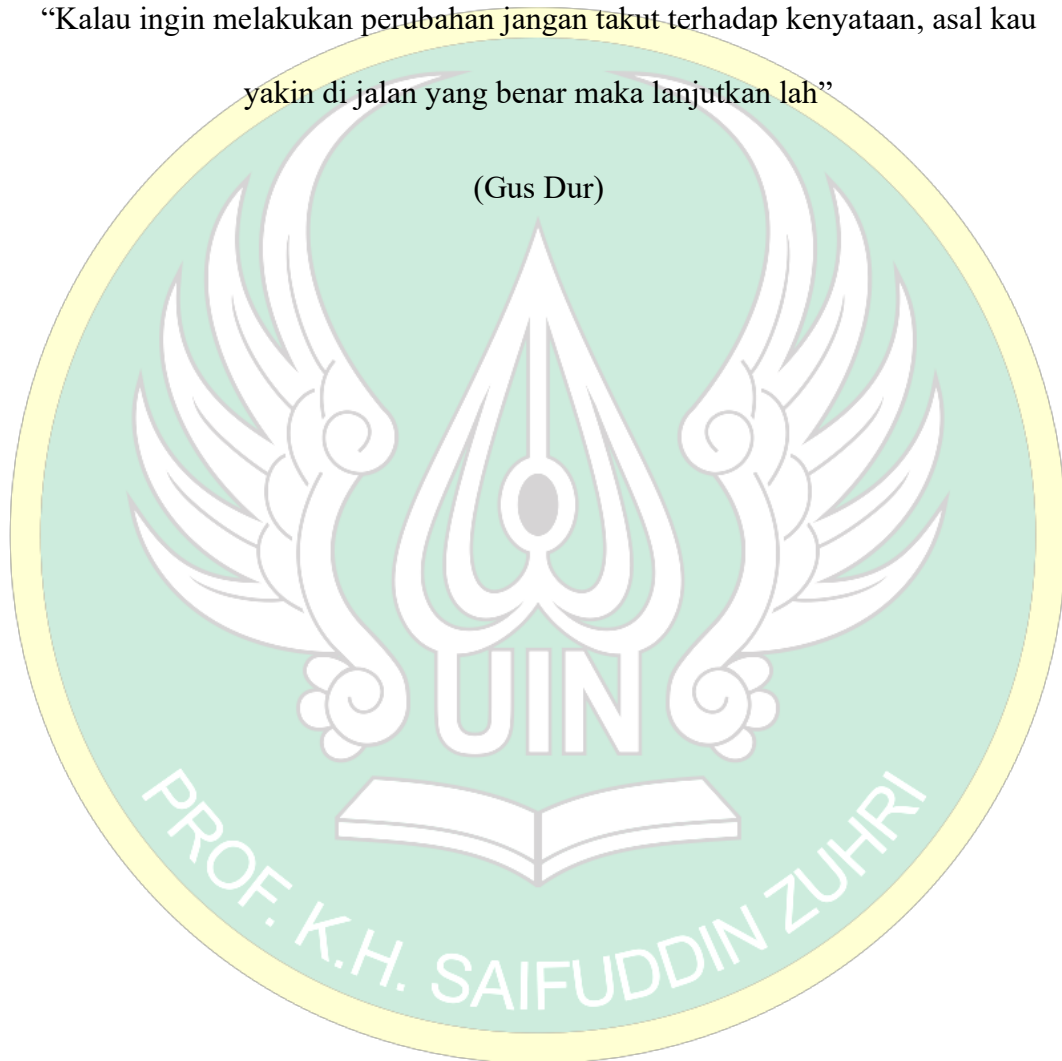 “Kalau ingin melakukan perubahan jangan takut terhadap kenyataan, asal kau
yakin di jalan yang benar maka lanjutkan lah”
(Gus Dur)
UIN
PROF. K.H. SAIFUDDIN ZUHRI